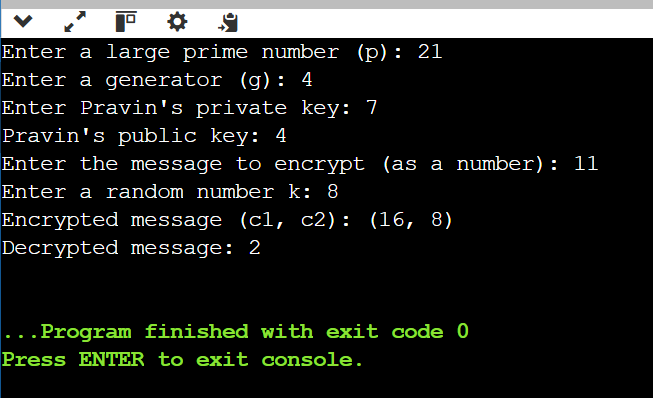 Enter a large prime number (p): 21
Enter a generator (g): 4
Enter Pravin's private key: 7
Pravin's public key: 4
Enter the message to encrypt (as a number): 11
Enter a random number k: 8
Encrypted message (c1, c2): (16, 8)
Decrypted message: 2
...Program finished with exit code 0
Press ENTER to exit console.